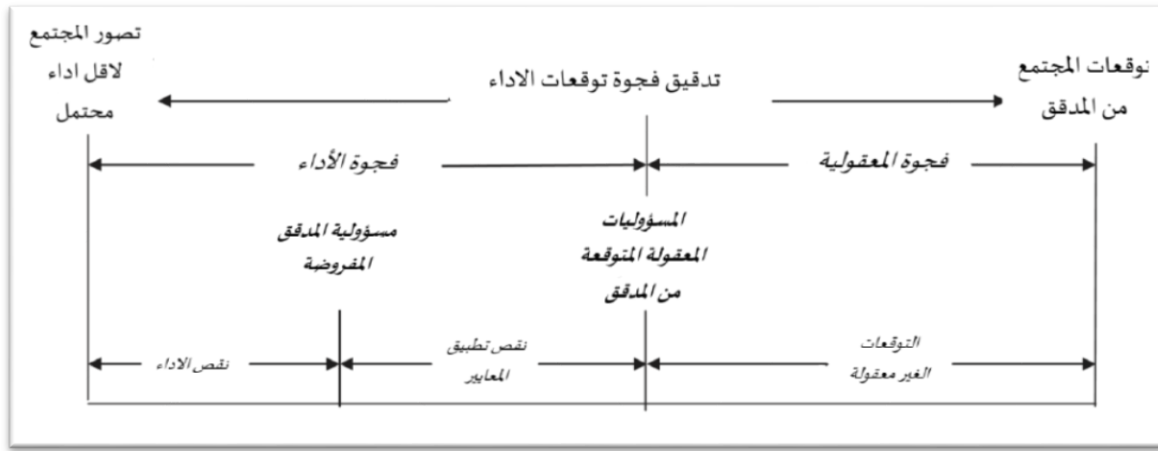 توقعات المجتمع
من المدقق
تدقيق فجوة توقعات الاداء
تصور المجتمع
لاقل اداء
محتمل
فجوة المعقولية
فجوة الأداء
المسؤوليات
المعقولة المتوقعة
من المدقق
مسؤولية المدقق
المفروضة
التوقعات
الغير معقولة
نقص تطبيق
المعايير
نقص الاداء